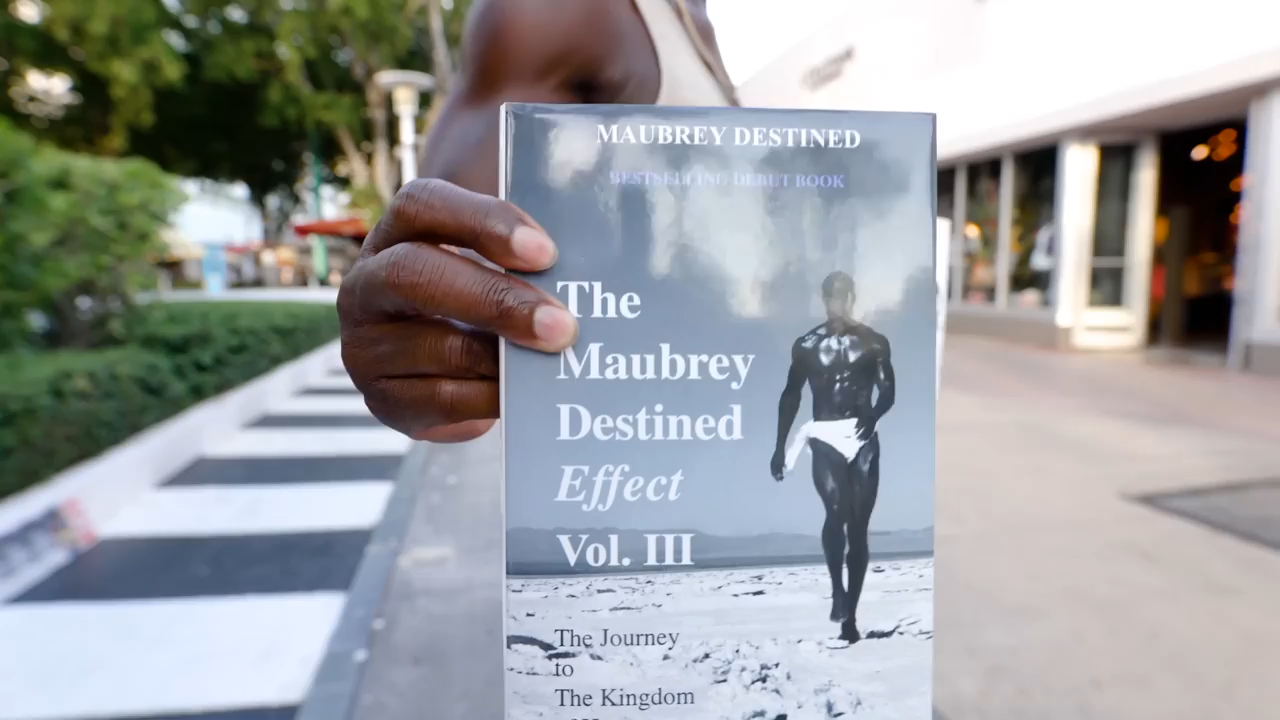 MAUBREY DESTINED
BESTSELLING DEBUT BOOK
The
Maubrey
Destined
Effect
Vol. III
The Journey
to
The Kingdom